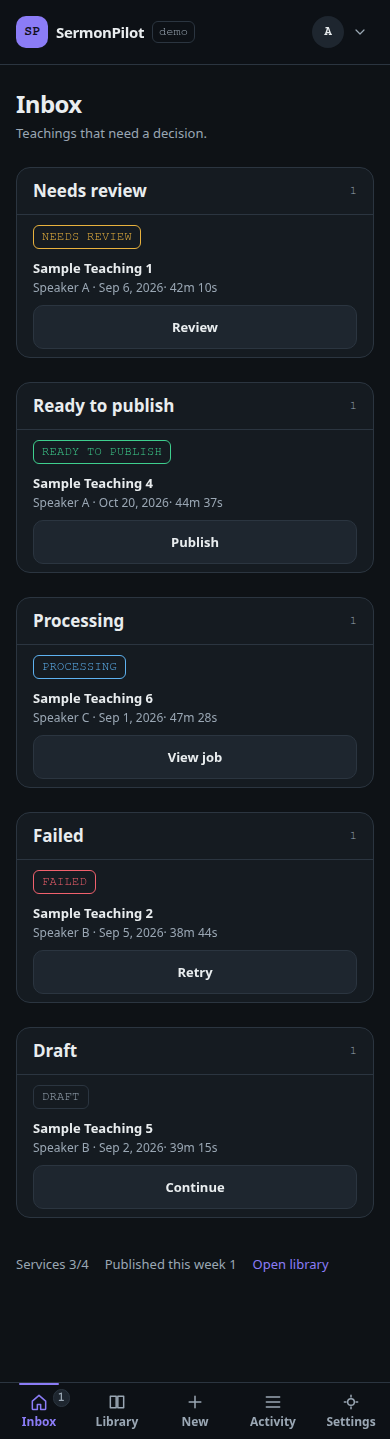 SP SermonPilot demo A
Inbox
Teachings that need a decision.
Needs review 1
NEEDS REVIEW
Sample Teaching 1
Speaker A · Sep 6, 2026· 42m 10s
Review
Ready to publish 1
READY TO PUBLISH
Sample Teaching 4
Speaker A · Oct 20, 2026· 44m 37s
Publish
Processing 1
PROCESSING
Sample Teaching 6
Speaker C · Sep 1, 2026· 47m 28s
View job
Failed 1
FAILED
Sample Teaching 2
Speaker B · Sep 5, 2026· 38m 44s
Retry
Draft 1
DRAFT
Sample Teaching 5
Speaker B · Sep 2, 2026· 39m 15s
Continue
Services 3/4 Published this week 1 Open library
1
Inbox Library New Activity Settings